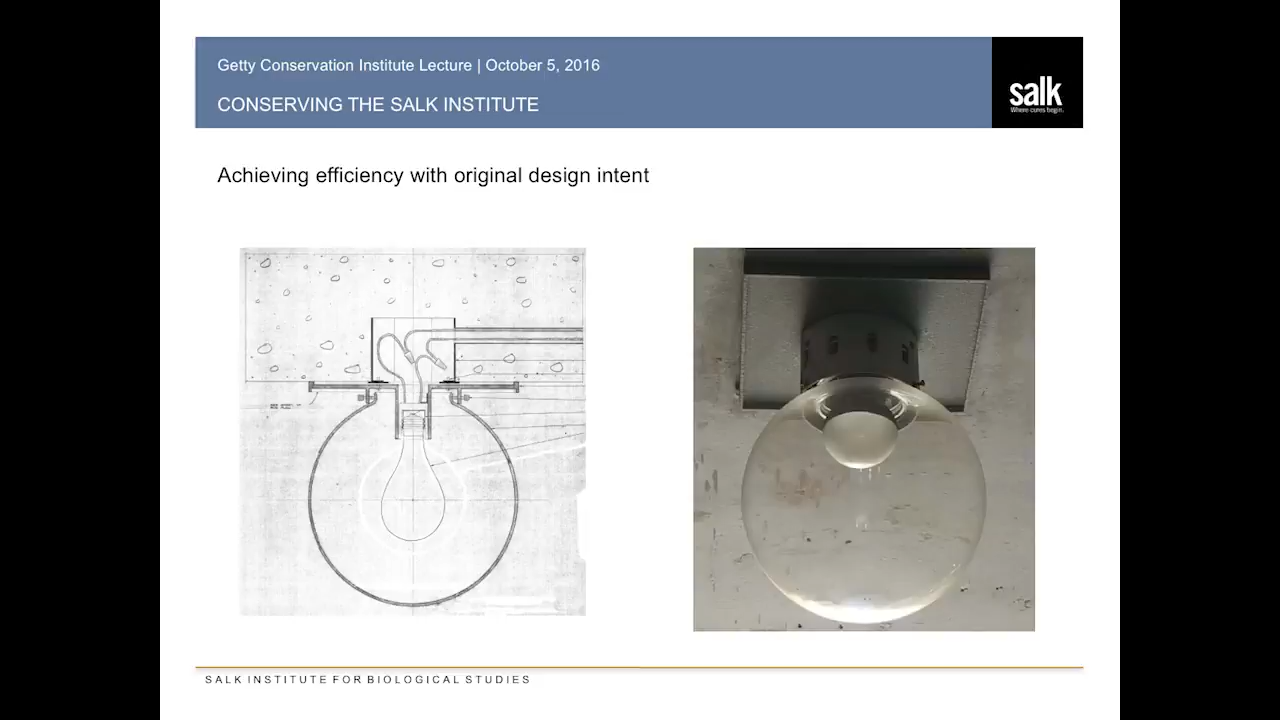 Getty Conservation Institute Lecture | October 5, 2016
CONSERVING THE SALK INSTITUTE
salk
Where cures begin.
Achieving efficiency with original design intent
SALK INSTITUTE FOR BIOLOGICAL STUDIES